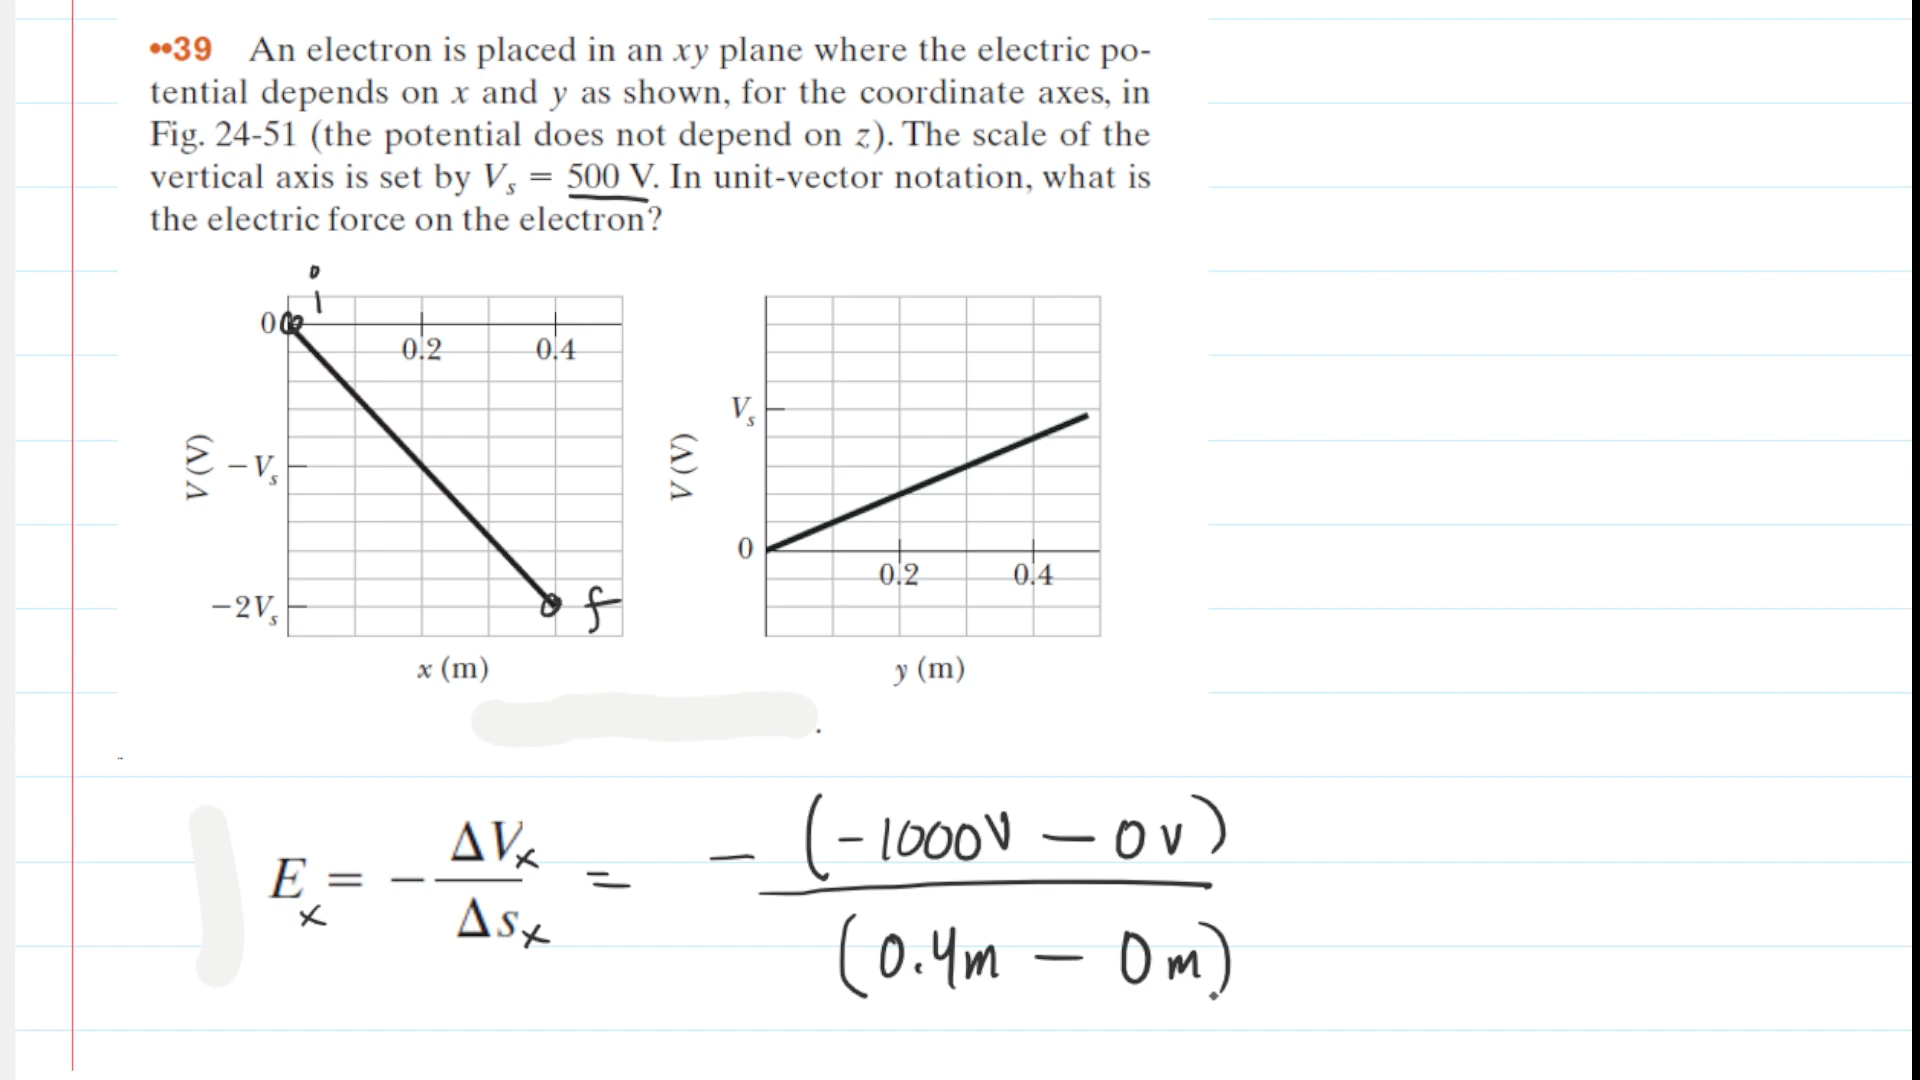 ••39 An electron is placed in an xy plane where the electric po-
tential depends on x and y as shown, for the coordinate axes, in
Fig. 24-51 (the potential does not depend on z). The scale of the
vertical axis is set by Vₛ = 500 V. In unit-vector notation, what is
the electric force on the electron?
i
0
0.2 0.4
V (V)
−Vₛ
−2Vₛ
f
x (m)
Vₛ
V (V)
0
0.2 0.4
y (m)
Eₓ = − ΔVₓ / Δsₓ = − (-1000V − 0V) / (0.4m − 0m)